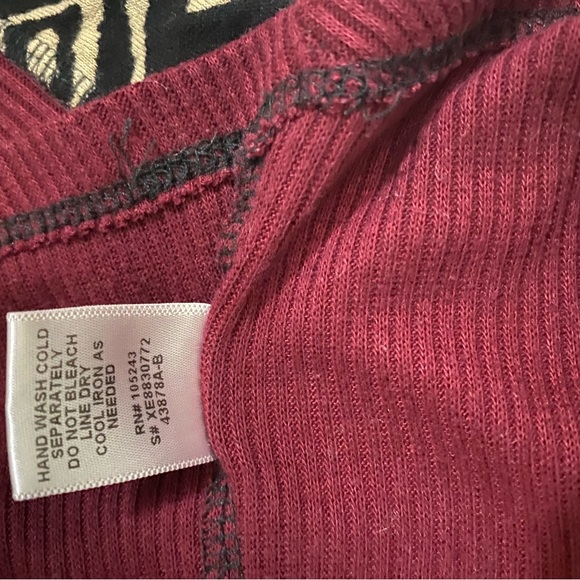 HAND WASH COLD
SEPARATELY
DO NOT BLEACH
LINE DRY
COOL IRON AS
NEEDED
RN# 105243
S# XE8830772
43878A-B